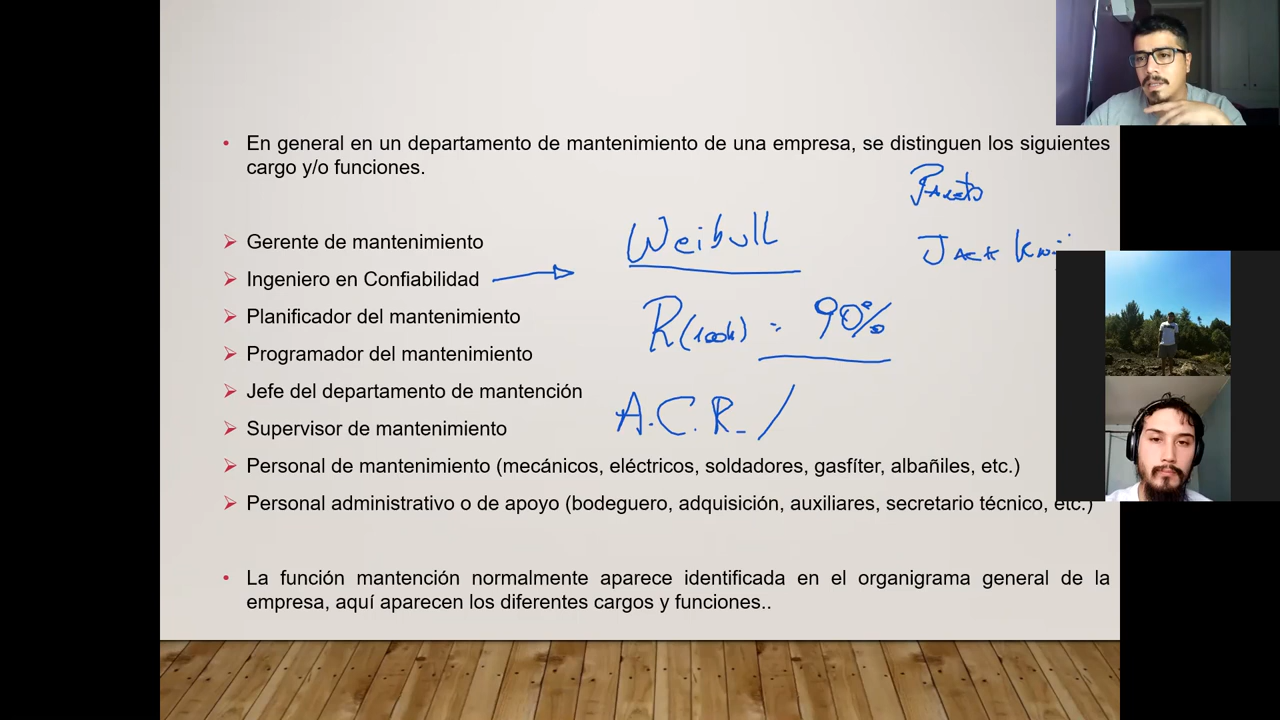 • En general en un departamento de mantenimiento de una empresa, se distinguen los siguientes
cargo y/o funciones.
Pareto
Weibull
Jack Kni
➢ Gerente de mantenimiento
➢ Ingeniero en Confiabilidad
➢ Planificador del mantenimiento
R(100h) = 90%
➢ Programador del mantenimiento
➢ Jefe del departamento de mantención
A.C.R. /
➢ Supervisor de mantenimiento
➢ Personal de mantenimiento (mecánicos, eléctricos, soldadores, gasfíter, albañiles, etc.)
➢ Personal administrativo o de apoyo (bodeguero, adquisición, auxiliares, secretario técnico, etc.)
• La función mantención normalmente aparece identificada en el organigrama general de la
empresa, aquí aparecen los diferentes cargos y funciones..